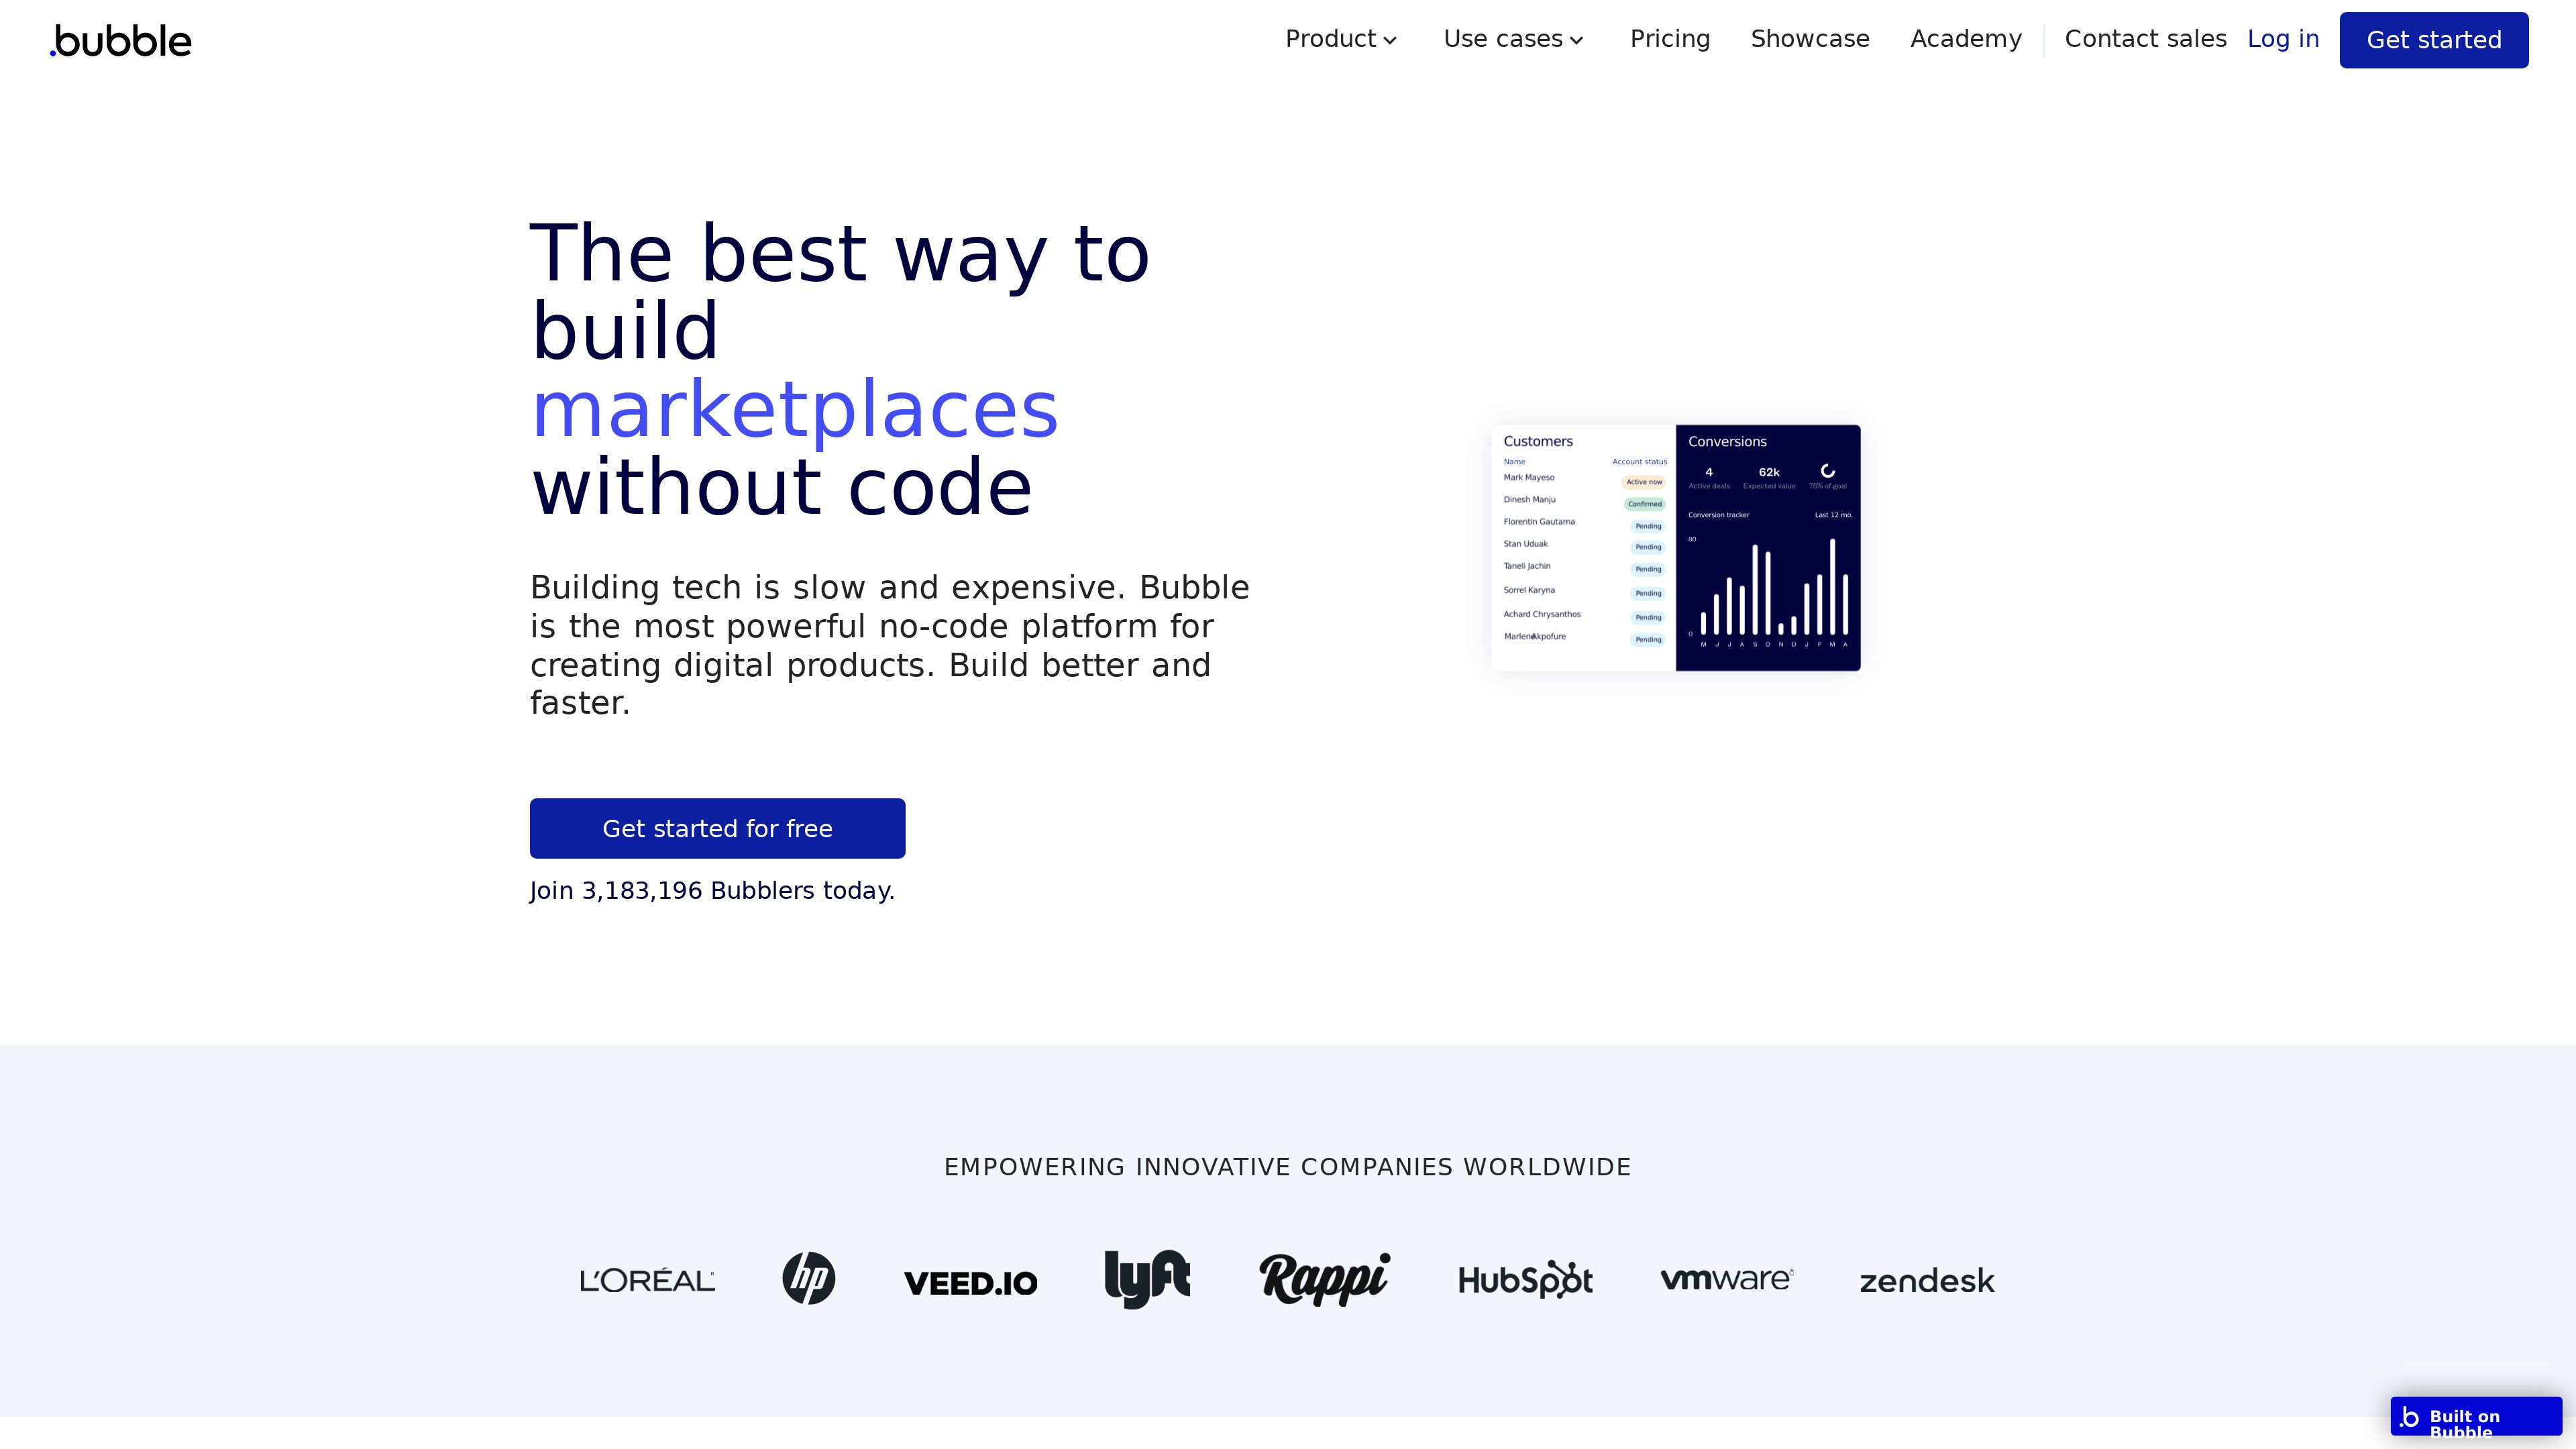 .bubble
Product
Use cases
Pricing
Showcase
Academy
Contact sales
Log in
Get started
The best way to
build
marketplaces
without code
Building tech is slow and expensive. Bubble
is the most powerful no-code platform for
creating digital products. Build better and
faster.
Get started for free
Join 3,183,196 Bubblers today.
Customers
Name Account status
Mark Mayeso Active now
Dinesh Manju Confirmed
Florentin Gautama Pending
Stan Uduak Pending
Taneli Jachin Pending
Sorrel Karyna Pending
Achard Chrysanthos Pending
Marlene Akpofure Pending
Conversions
4 62k
Active deals Expected value 75% of goal
Conversion tracker Last 12 mo.
80
0
M J J A S O N D J F M A
EMPOWERING INNOVATIVE COMPANIES WORLDWIDE
L'ORÉAL
hp
VEED.IO
lyft
Rappi
HubSpot
vmware
zendesk
.b Built on
Bubble